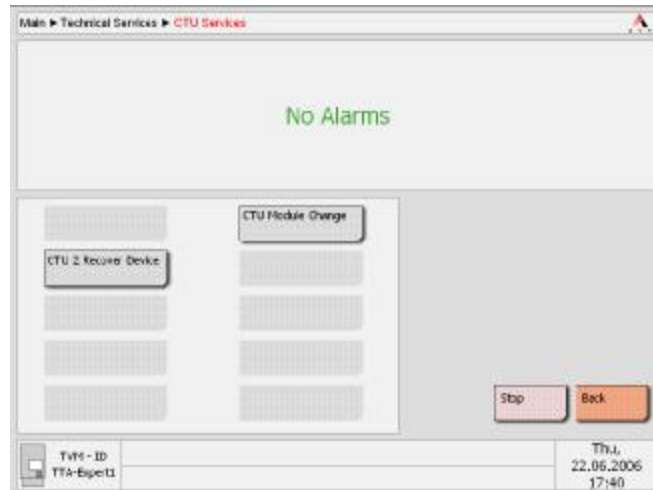 Main ▶ Technical Services ▶ CTU Services
No Alarms
CTU Module Change
CTU 2 Recover Device
Stop
Back
TVM - ID
TTA-Expert1
Thu,
22.06.2006
17:40